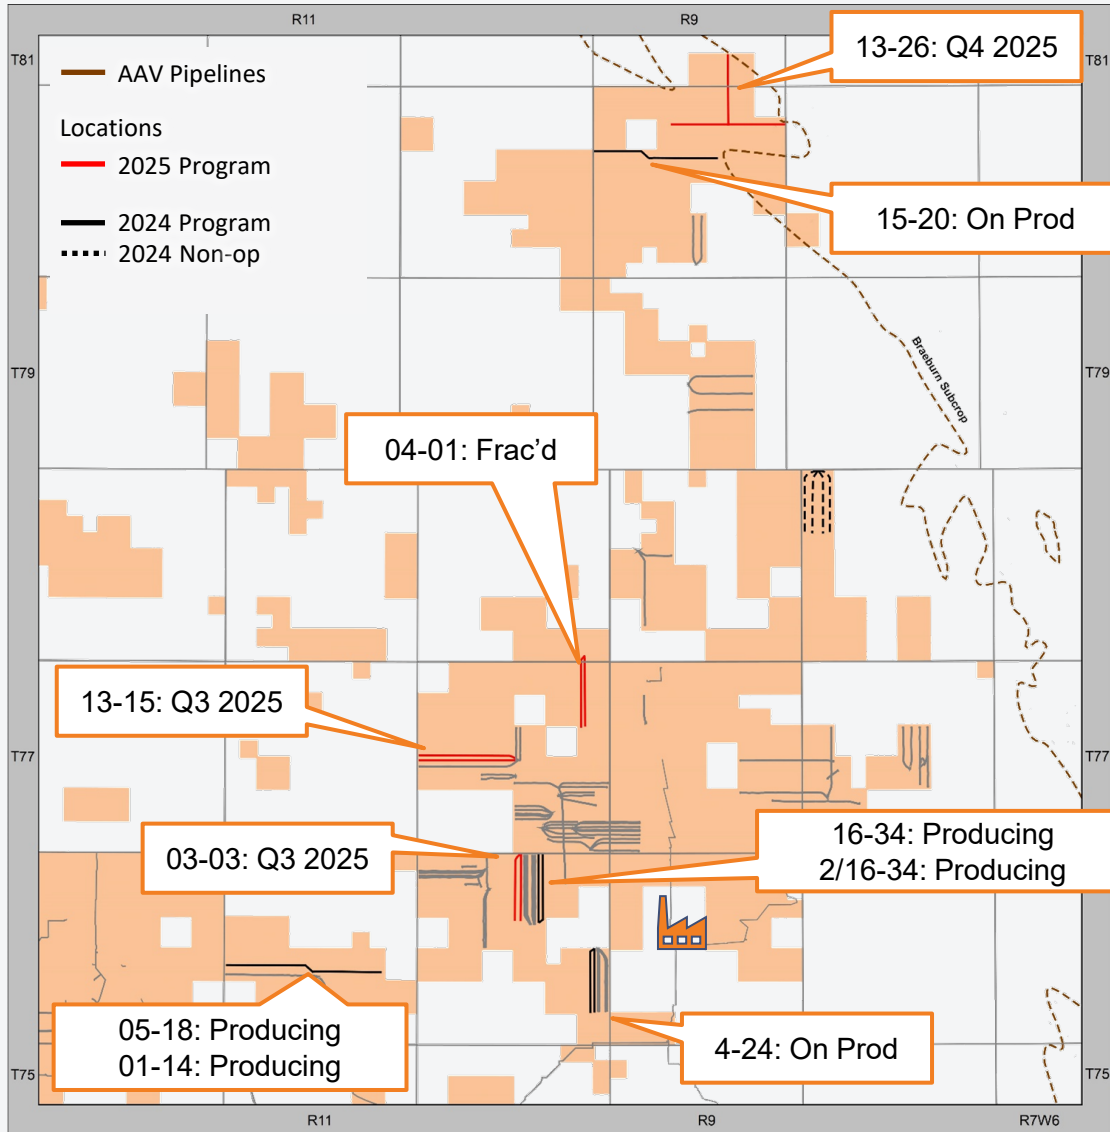 R11
R9
T81
T81
AAV Pipelines
Locations
2025 Program
2024 Program
2024 Non-op
13-26: Q4 2025
15-20: On Prod
Braeburn Subcrop
T79
T79
04-01: Frac'd
13-15: Q3 2025
T77
T77
03-03: Q3 2025
16-34: Producing
2/16-34: Producing
05-18: Producing
01-14: Producing
4-24: On Prod
T75
T75
R11
R9
R7W6